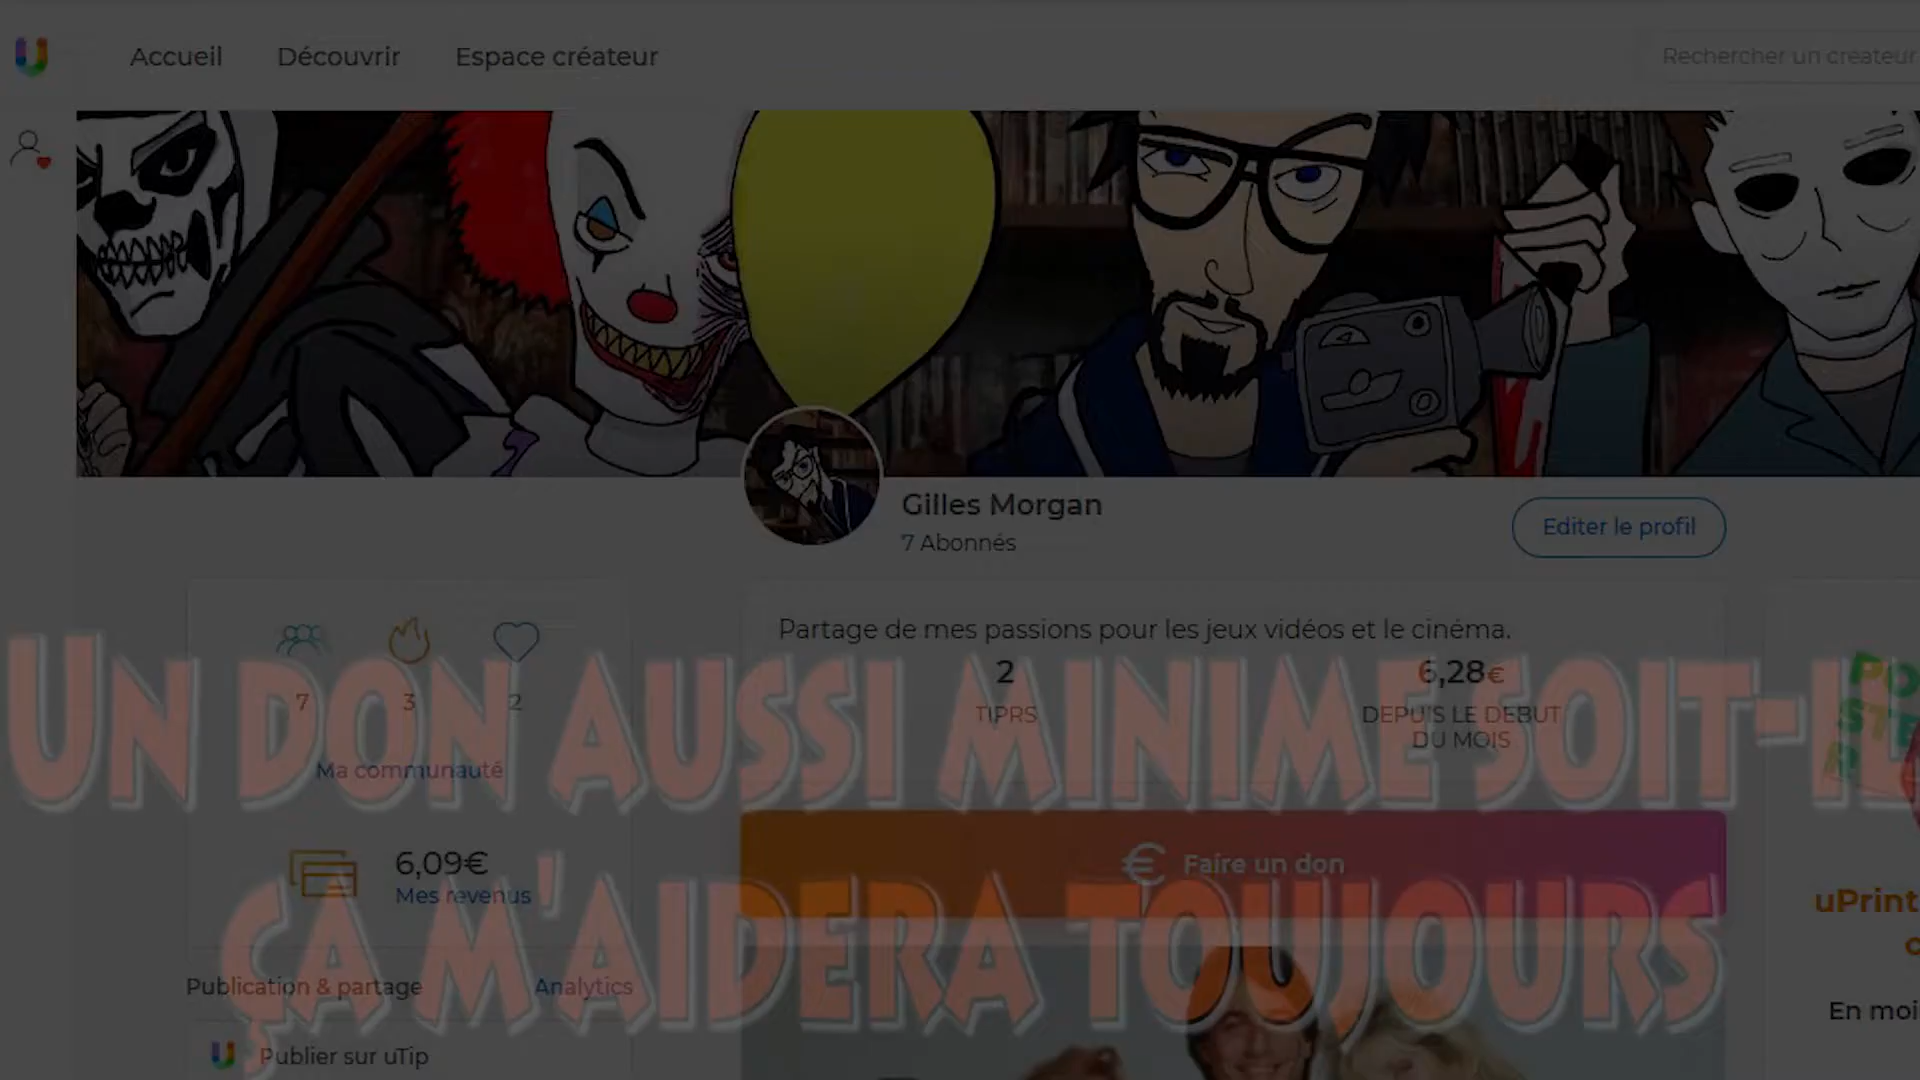 Accueil
Découvrir
Espace créateur
Rechercher un créateur
Gilles Morgan
7 Abonnés
Editer le profil
Partage de mes passions pour les jeux vidéos et le cinéma.
7
3
2
Ma communauté
2
TIPRS
6,28€
DEPUIS LE DEBUT
DU MOIS
UN DON AUSSI MINIME SOIT-IL
6,09€
Mes revenus
€ Faire un don
ÇA M'AIDERA TOUJOURS
uPrint
Publication & partage
Analytics
En moi
Publier sur uTip